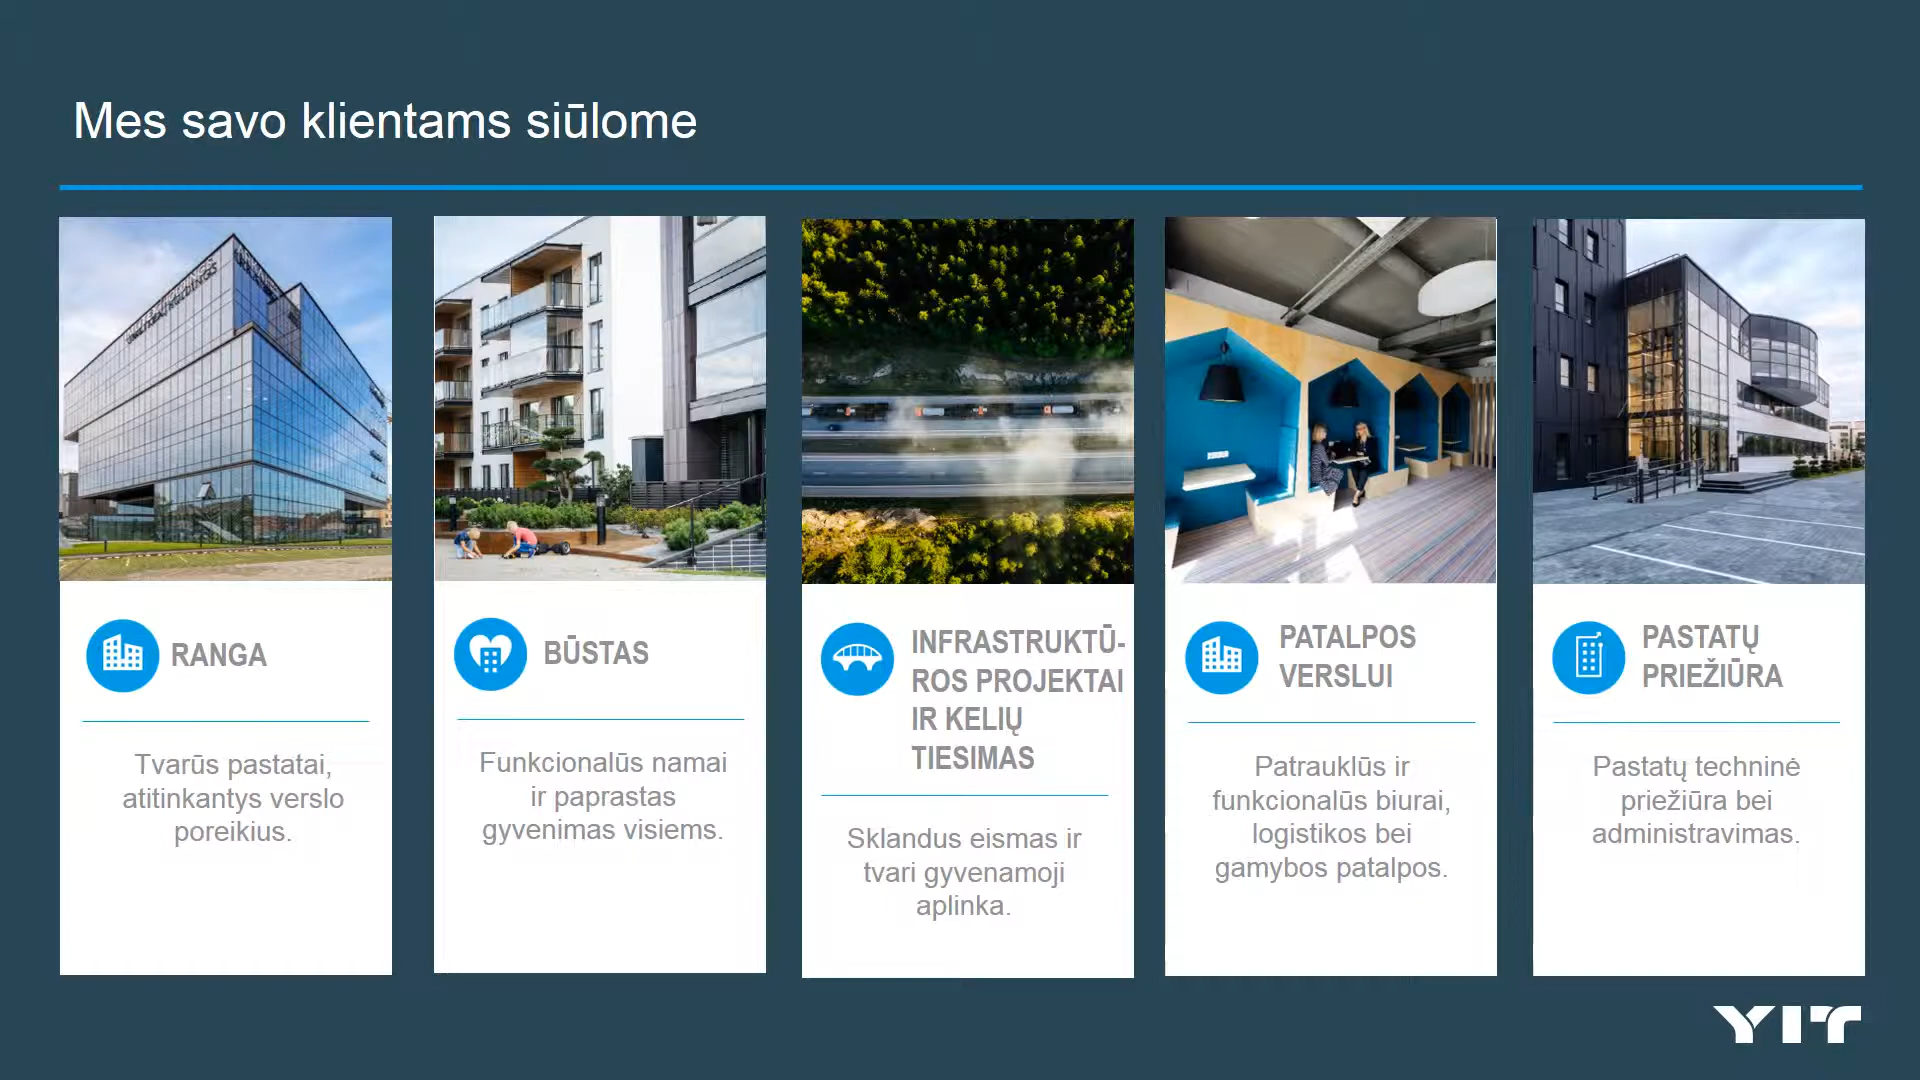 Mes savo klientams siūlome
RANGA
Tvarūs pastatai,
atitinkantys verslo
poreikius.
BŪSTAS
Funkcionalūs namai
ir paprastas
gyvenimas visiems.
INFRASTRUKTŪ-
ROS PROJEKTAI
IR KELIŲ
TIESIMAS
Sklandus eismas ir
tvari gyvenamoji
aplinka.
PATALPOS
VERSLUI
Patrauklūs ir
funkcionalūs biurai,
logistikos bei
gamybos patalpos.
PASTATŲ
PRIEŽIŪRA
Pastatų techninė
priežiūra bei
administravimas.
YIT